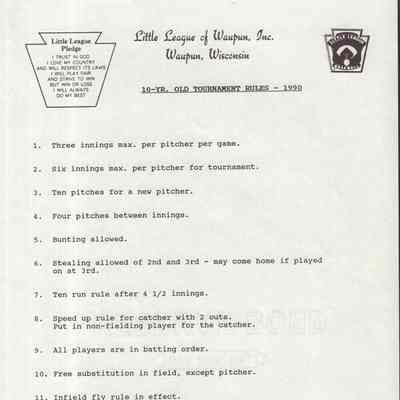 Little League
Pledge
I TRUST IN GOD
I LOVE MY COUNTRY
AND WILL RESPECT ITS LAWS
I WILL PLAY FAIR
AND STRIVE TO WIN
BUT WIN OR LOSE
I WILL ALWAYS
DO MY BEST
Little League of Waupun, Inc.
Waupun, Wisconsin
10-YR. OLD TOURNAMENT RULES - 1990
1. Three innings max. per pitcher per game.
2. Six innings max. per pitcher for tournament.
3. Ten pitches for a new pitcher.
4. Four pitches between innings.
5. Bunting allowed.
6. Stealing allowed of 2nd and 3rd - may come home if played
on at 3rd.
7. Ten run rule after 4 1/2 innings.
8. Speed up rule for catcher with 2 outs.
Put in non-fielding player for the catcher.
9. All players are in batting order.
10. Free substitution in field, except pitcher.
11. Infield fly rule in effect.